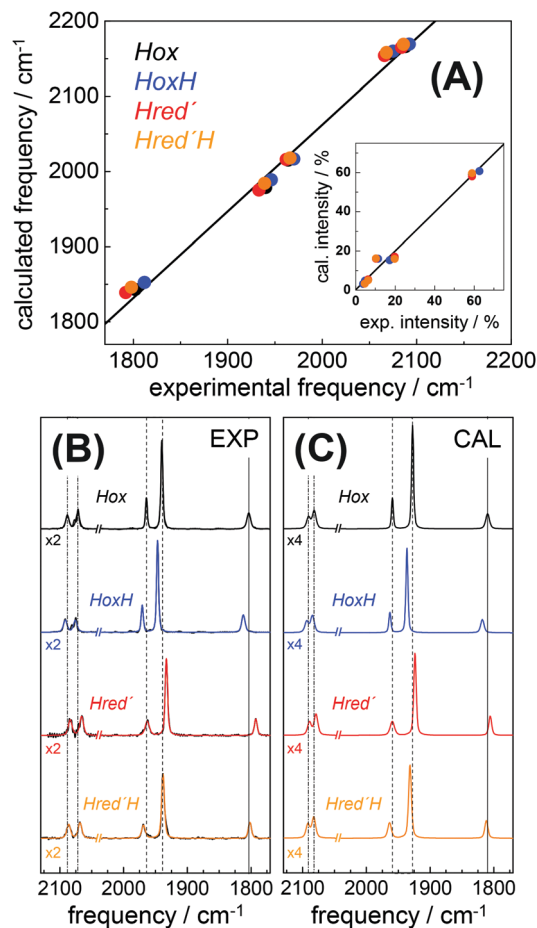 2200
2100
2000
1900
1800
calculated frequency / cm⁻¹
Hox
HoxH
Hred´
Hred´H
(A)
60
40
20
0
0 20 40 60
cal. intensity / %
exp. intensity / %
1800 1900 2000 2100 2200
experimental frequency / cm⁻¹
(B) EXP
Hox
x2
HoxH
x2
Hred´
x2
Hred´H
x2
2100 2000 1900 1800
frequency / cm⁻¹
(C) CAL
Hox
x4
HoxH
x4
Hred´
x4
Hred´H
x4
2100 2000 1900 1800
frequency / cm⁻¹